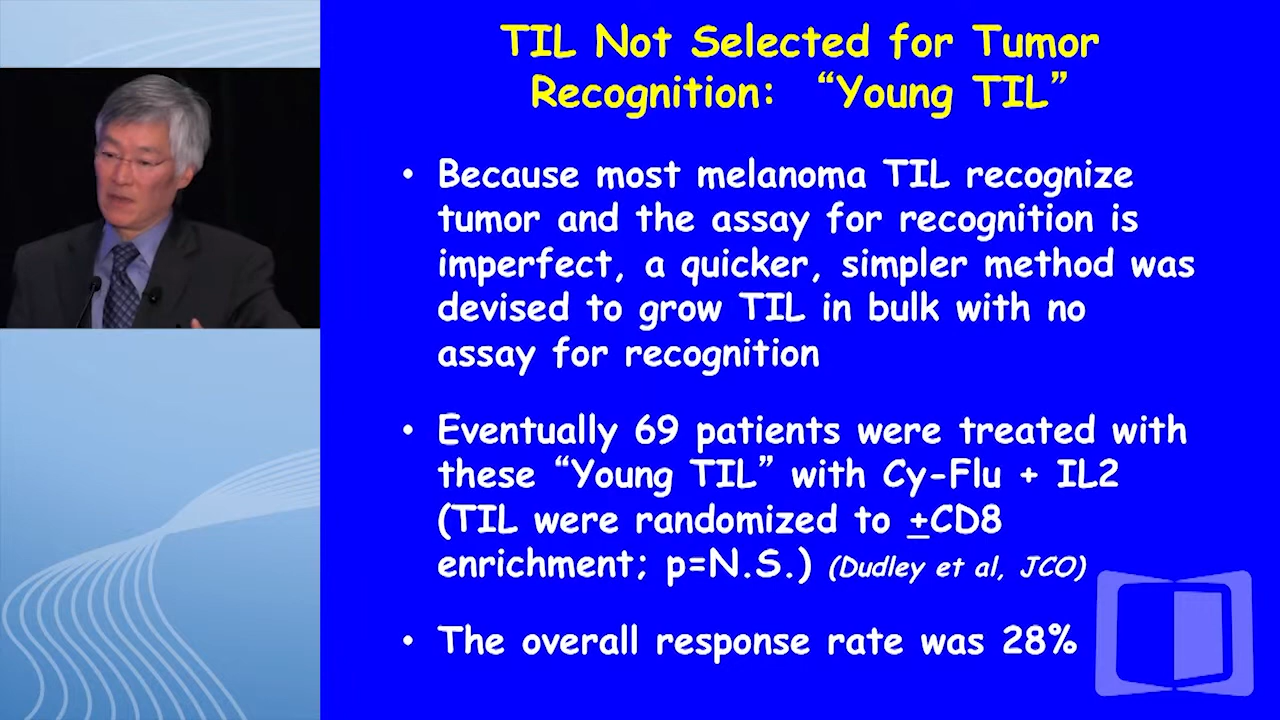 TIL Not Selected for Tumor
Recognition: “Young TIL”
• Because most melanoma TIL recognize
tumor and the assay for recognition is
imperfect, a quicker, simpler method was
devised to grow TIL in bulk with no
assay for recognition
• Eventually 69 patients were treated with
these “Young TIL” with Cy-Flu + IL2
(TIL were randomized to ±CD8
enrichment; p=N.S.) (Dudley et al, JCO)
• The overall response rate was 28%